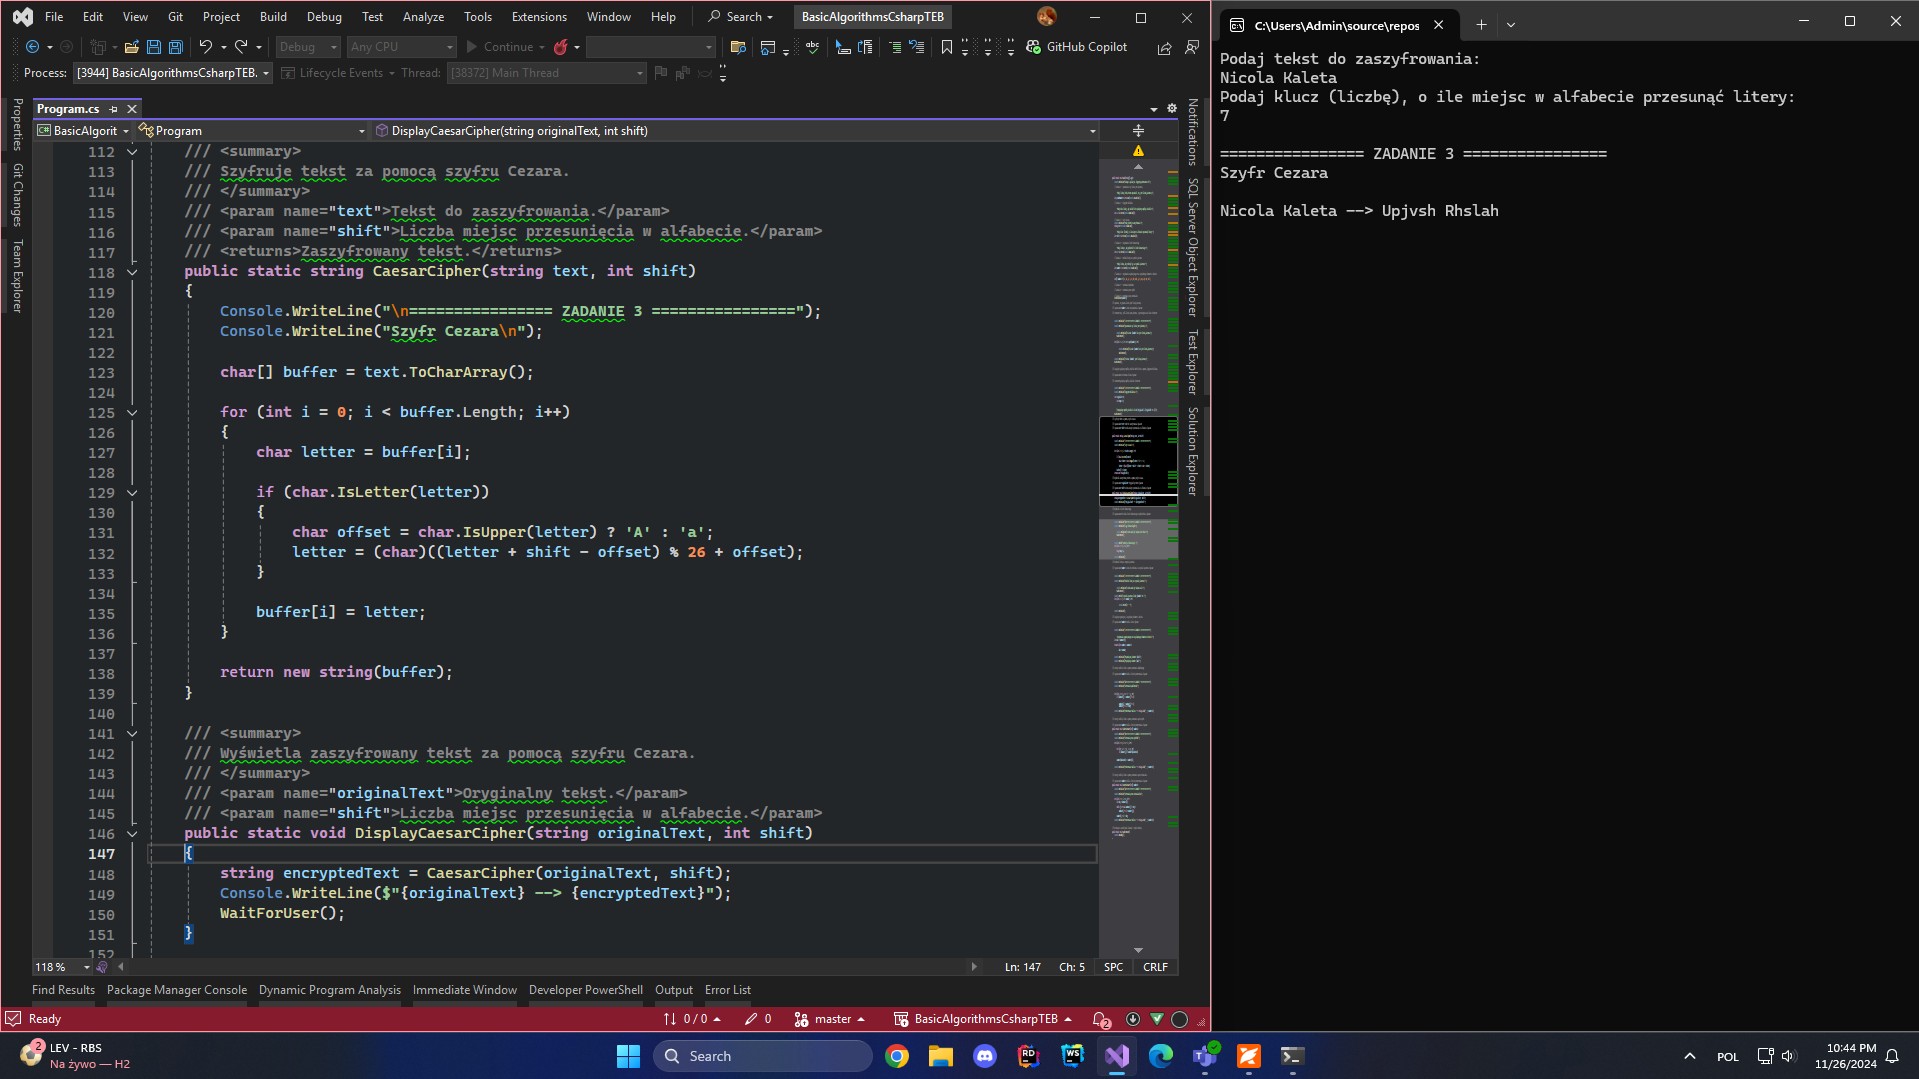 File Edit View Git Project Build Debug Test Analyze Tools Extensions Window Help Search BasicAlgorithmsCsharpTEB
Debug Any CPU Continue GitHub Copilot
Process: [3944] BasicAlgorithmsCsharpTEB. Lifecycle Events Thread: [38372] Main Thread
Program.cs
BasicAlgorit Program DisplayCaesarCipher(string originalText, int shift)
Properties
Git Changes
Team Explorer
112 /// <summary>
113 /// Szyfruje tekst za pomocą szyfru Cezara.
114 /// </summary>
115 /// <param name="text">Tekst do zaszyfrowania.</param>
116 /// <param name="shift">Liczba miejsc przesunięcia w alfabecie.</param>
117 /// <returns>Zaszyfrowany tekst.</returns>
118 public static string CaesarCipher(string text, int shift)
119 {
120 Console.WriteLine("\n================ ZADANIE 3 ================");
121 Console.WriteLine("Szyfr Cezara\n");
122
123 char[] buffer = text.ToCharArray();
124
125 for (int i = 0; i < buffer.Length; i++)
126 {
127 char letter = buffer[i];
128
129 if (char.IsLetter(letter))
130 {
131 char offset = char.IsUpper(letter) ? 'A' : 'a';
132 letter = (char)((letter + shift - offset) % 26 + offset);
133 }
134
135 buffer[i] = letter;
136 }
137
138 return new string(buffer);
139 }
140
141 /// <summary>
142 /// Wyświetla zaszyfrowany tekst za pomocą szyfru Cezara.
143 /// </summary>
144 /// <param name="originalText">Oryginalny tekst.</param>
145 /// <param name="shift">Liczba miejsc przesunięcia w alfabecie.</param>
146 public static void DisplayCaesarCipher(string originalText, int shift)
147 {
148 string encryptedText = CaesarCipher(originalText, shift);
149 Console.WriteLine($"{originalText} --> {encryptedText}");
150 WaitForUser();
151 }
152
Notifications
SQL Server Object Explorer
Test Explorer
Solution Explorer
118 % Ln: 147 Ch: 5 SPC CRLF
Find Results Package Manager Console Dynamic Program Analysis Immediate Window Developer PowerShell Output Error List
Ready 0 / 0 0 master BasicAlgorithmsCsharpTEB 2
C:\Users\Admin\source\repos
Podaj tekst do zaszyfrowania:
Nicola Kaleta
Podaj klucz (liczbę), o ile miejsc w alfabecie przesunąć litery:
7
================ ZADANIE 3 ================
Szyfr Cezara
Nicola Kaleta --> Upjvsh Rhslah
2 LEV - RBS
Na żywo — H2
Search
RD WS
POL
10:44 PM
11/26/2024